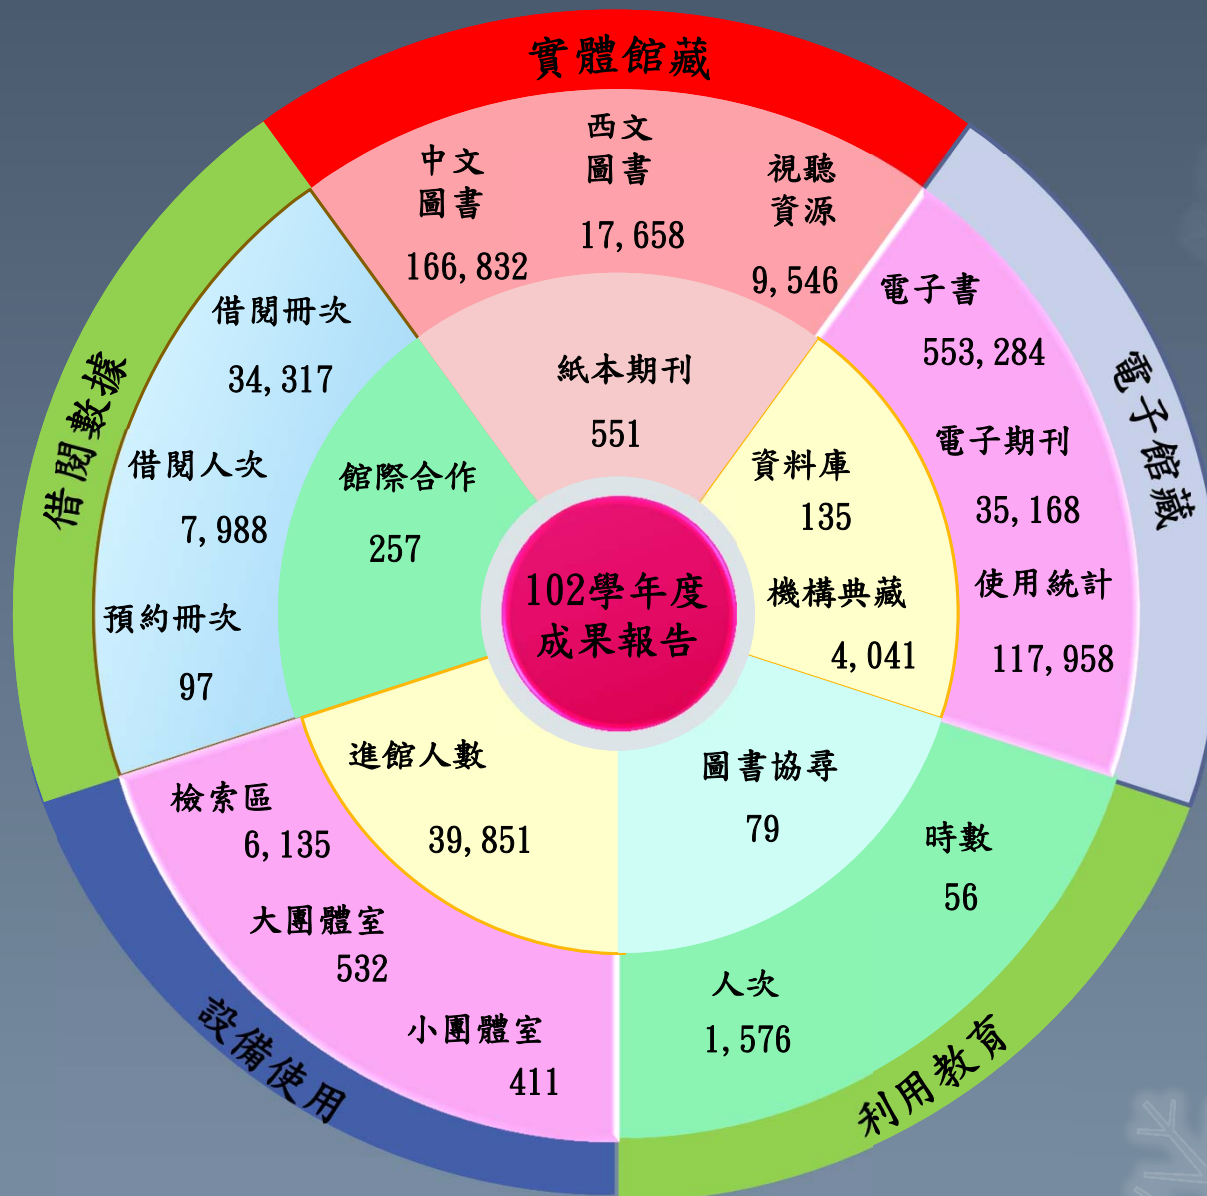 實體館藏
中文
圖書
166,832
西文
圖書
17,658
視聽
資源
9,546
紙本期刊
551
電子館藏
電子書
553,284
電子期刊
35,168
使用統計
117,958
資料庫
135
機構典藏
4,041
利用教育
時數
56
人次
1,576
圖書協尋
79
設備使用
檢索區
6,135
大團體室
532
小團體室
411
進館人數
39,851
借閱數據
借閱冊次
34,317
借閱人次
7,988
預約冊次
97
館際合作
257
102學年度
成果報告